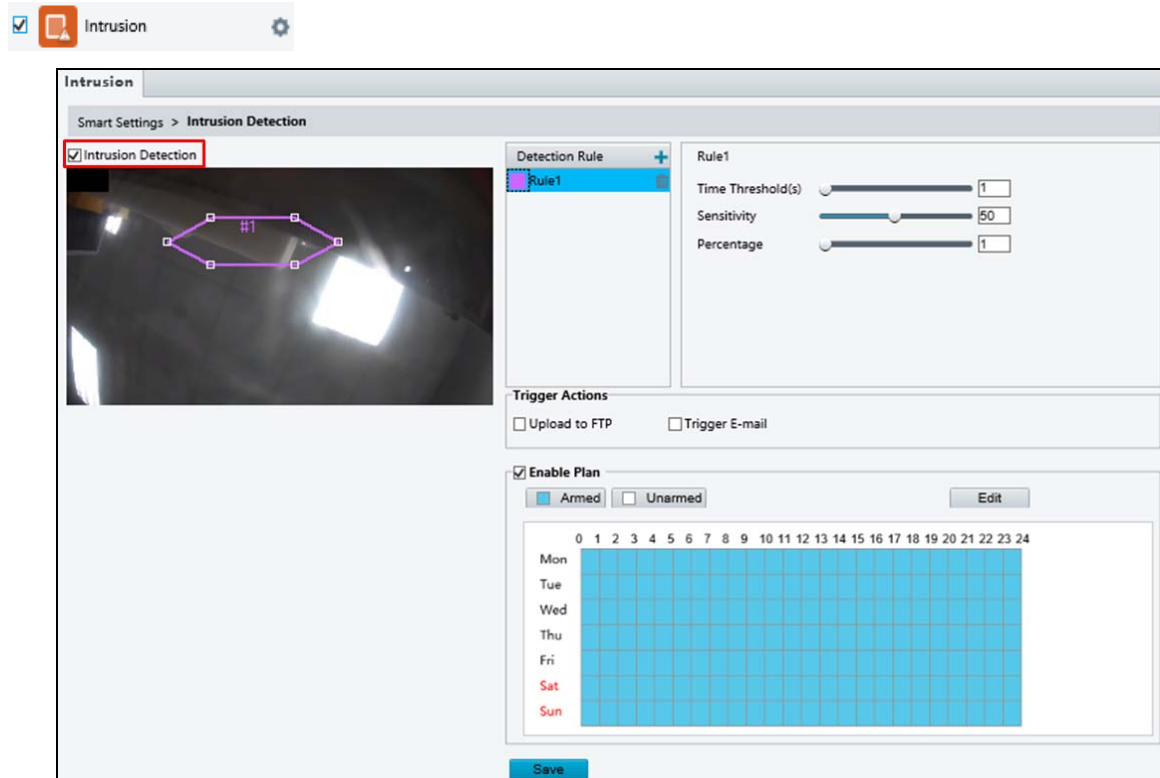 Intrusion
Intrusion
Smart Settings > Intrusion Detection
Intrusion Detection
#1
Detection Rule
Rule1
Rule1
Time Threshold(s) 1
Sensitivity 50
Percentage 1
Trigger Actions
Upload to FTP Trigger E-mail
Enable Plan
Armed Unarmed Edit
0 1 2 3 4 5 6 7 8 9 10 11 12 13 14 15 16 17 18 19 20 21 22 23 24
Mon
Tue
Wed
Thu
Fri
Sat
Sun
Save